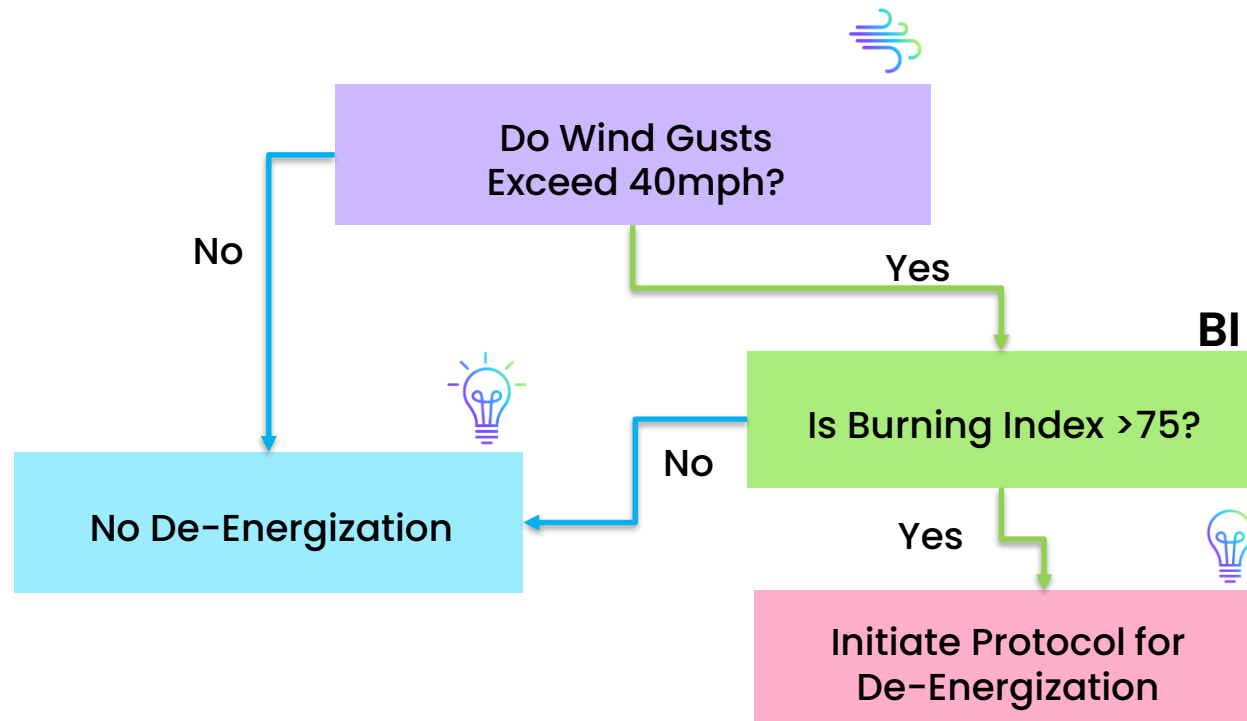 Do Wind Gusts
Exceed 40mph?
No
Yes
BI
Is Burning Index >75?
No
No De-Energization
Yes
Initiate Protocol for
De-Energization